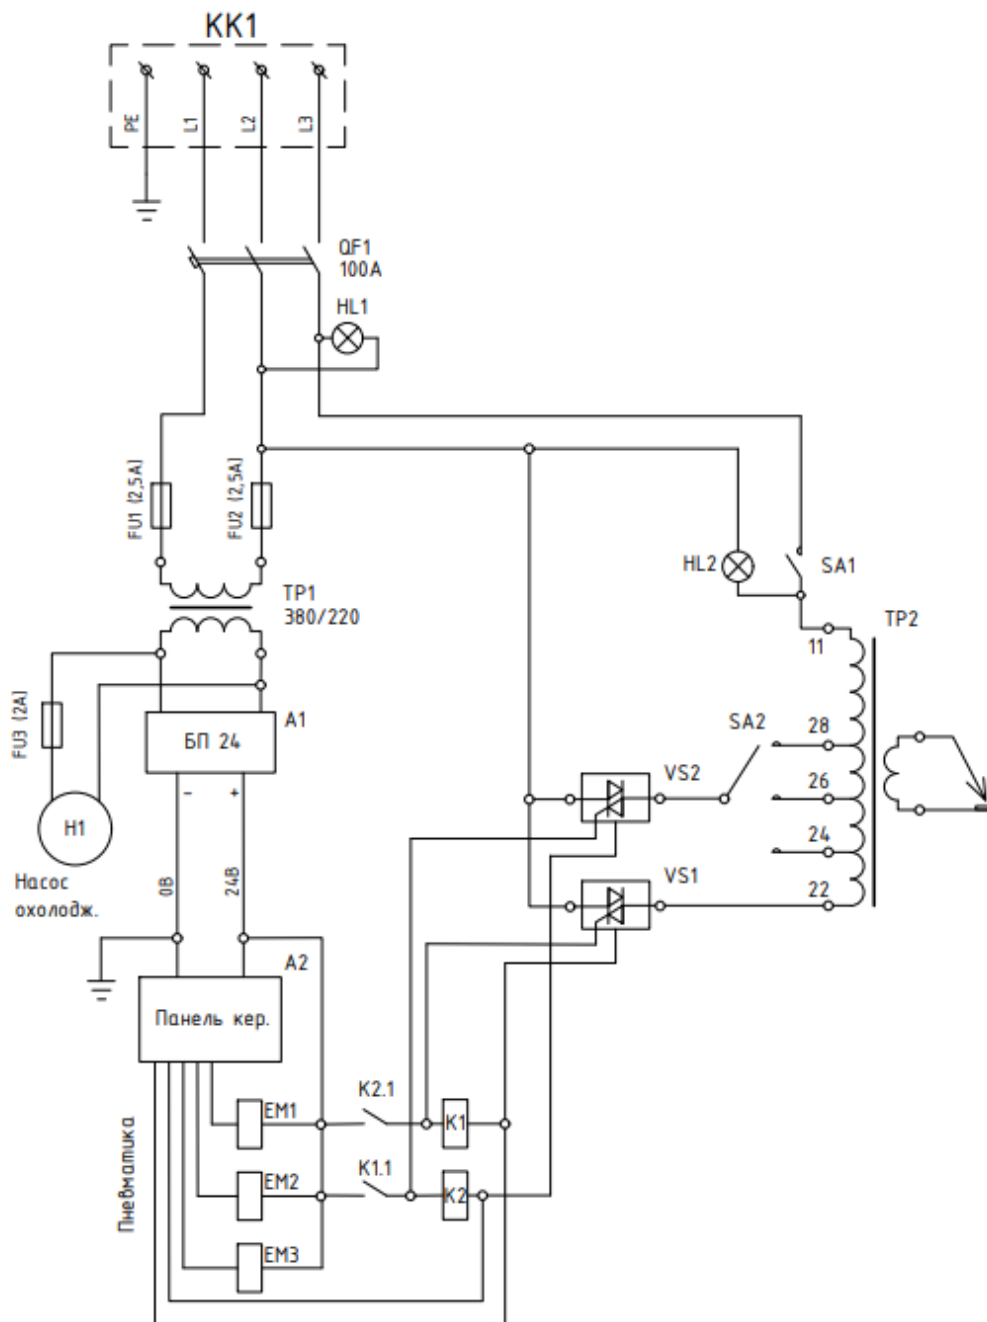 KK1
PE
L1
L2
L3
QF1
100A
HL1
FU1 (2,5A)
FU2 (2,5A)
HL2
SA1
TP1
380/220
TP2
11
FU3 (2A)
A1
БП 24
SA2
28
VS2
26
-
+
H1
24
Насос
охолодж.
0В
24В
VS1
22
A2
Панель кер.
Пневматика
EM1
K2.1
K1
EM2
K1.1
K2
EM3